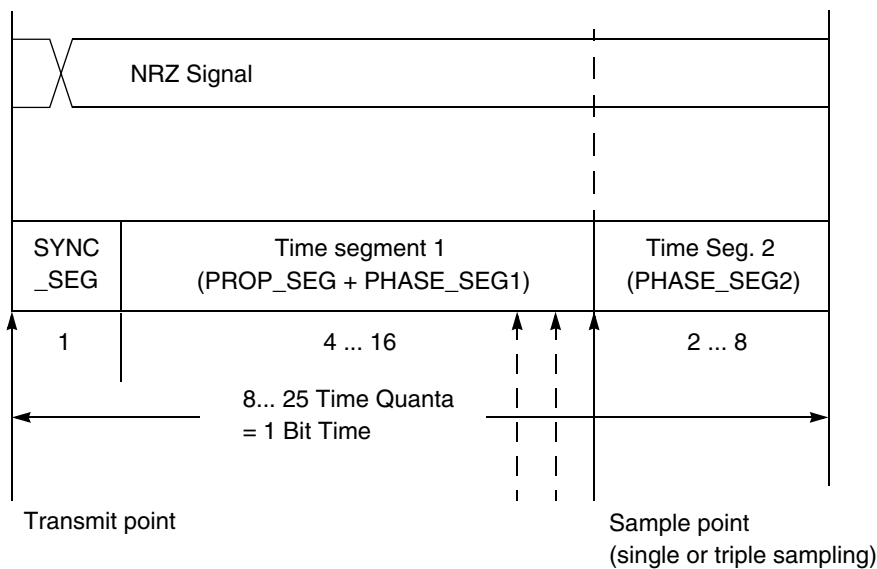 NRZ Signal
SYNC
_SEG
Time segment 1
(PROP_SEG + PHASE_SEG1)
Time Seg. 2
(PHASE_SEG2)
1
4 ... 16
2 ... 8
8... 25 Time Quanta
= 1 Bit Time
Transmit point
Sample point
(single or triple sampling)